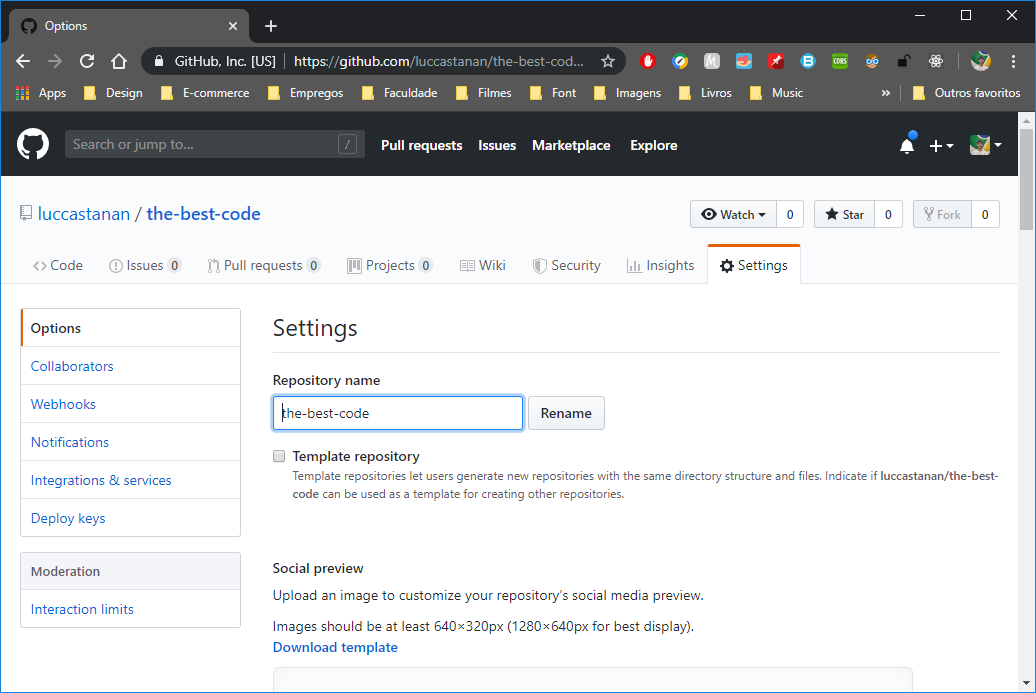 Options
GitHub, Inc. [US] https://github.com/luccastanan/the-best-cod...
Apps Design E-commerce Empregos Faculdade Filmes Font Imagens Livros Music » Outros favoritos
Search or jump to... / Pull requests Issues Marketplace Explore
luccastanan / the-best-code
Watch 0 Star 0 Fork 0
Code Issues 0 Pull requests 0 Projects 0 Wiki Security Insights Settings
Options
Collaborators
Webhooks
Notifications
Integrations & services
Deploy keys
Moderation
Interaction limits
Settings
Repository name
the-best-code Rename
Template repository
Template repositories let users generate new repositories with the same directory structure and files. Indicate if luccastanan/the-best-
code can be used as a template for creating other repositories.
Social preview
Upload an image to customize your repository’s social media preview.
Images should be at least 640×320px (1280×640px for best display).
Download template